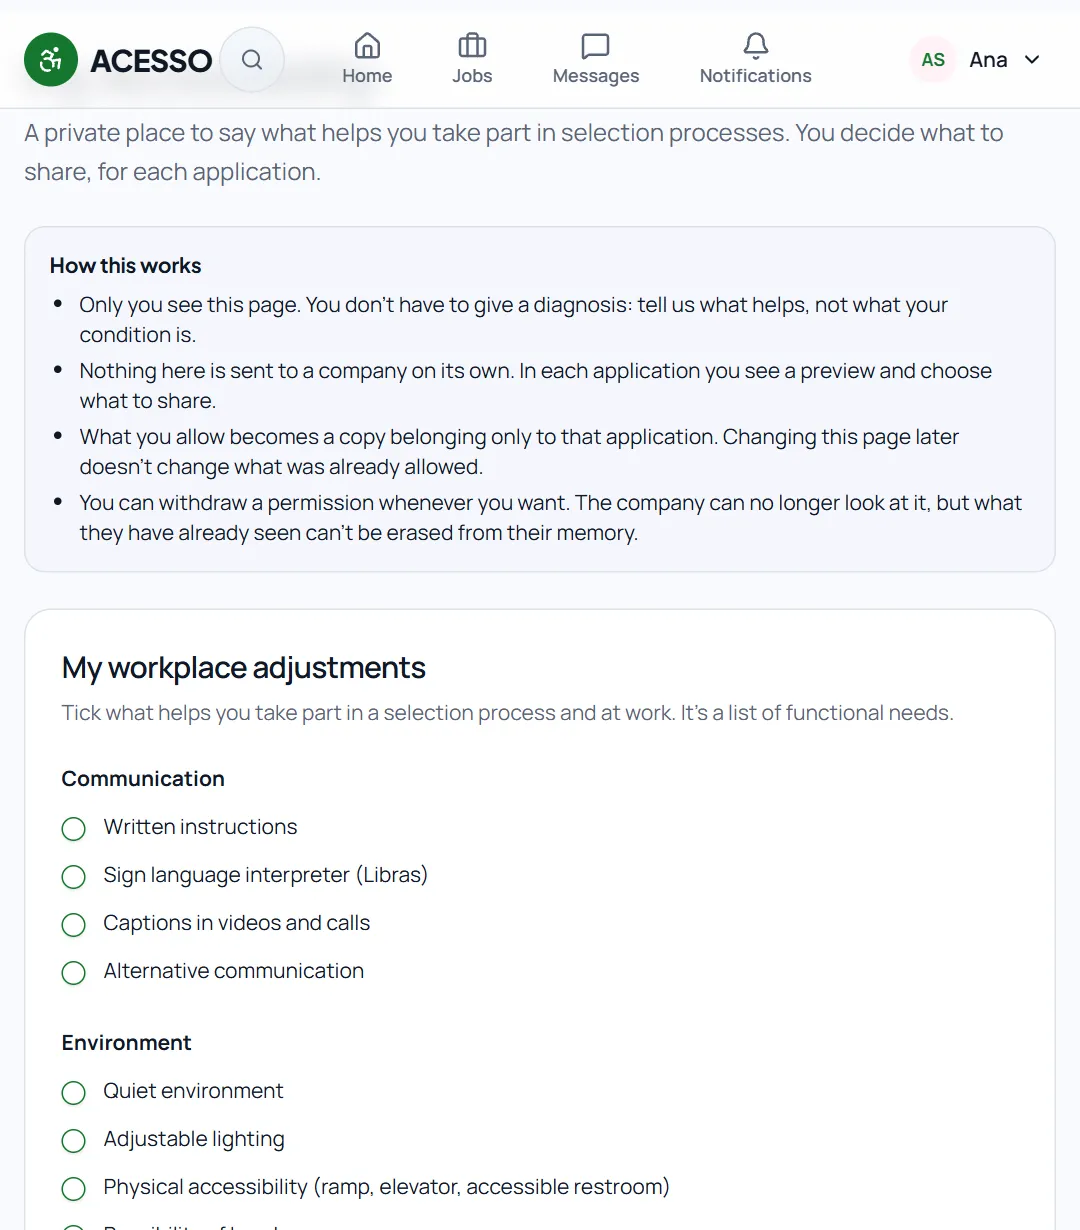 ACESSO
Home
Jobs
Messages
Notifications
AS
Ana
A private place to say what helps you take part in selection processes. You decide what to
share, for each application.
How this works
Only you see this page. You don't have to give a diagnosis: tell us what helps, not what your
condition is.
Nothing here is sent to a company on its own. In each application you see a preview and choose
what to share.
What you allow becomes a copy belonging only to that application. Changing this page later
doesn't change what was already allowed.
You can withdraw a permission whenever you want. The company can no longer look at it, but what
they have already seen can't be erased from their memory.
My workplace adjustments
Tick what helps you take part in a selection process and at work. It's a list of functional needs.
Communication
Written instructions
Sign language interpreter (Libras)
Captions in videos and calls
Alternative communication
Environment
Quiet environment
Adjustable lighting
Physical accessibility (ramp, elevator, accessible restroom)